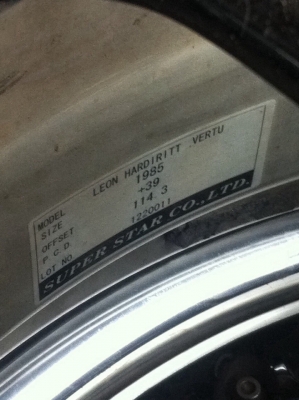 MODEL LEON HARDIRITT VERTU
SIZE 1985
OFFSET +39
P.C.D. 114.3
LOT NO. 1220011
SUPER STAR CO.,LTD.